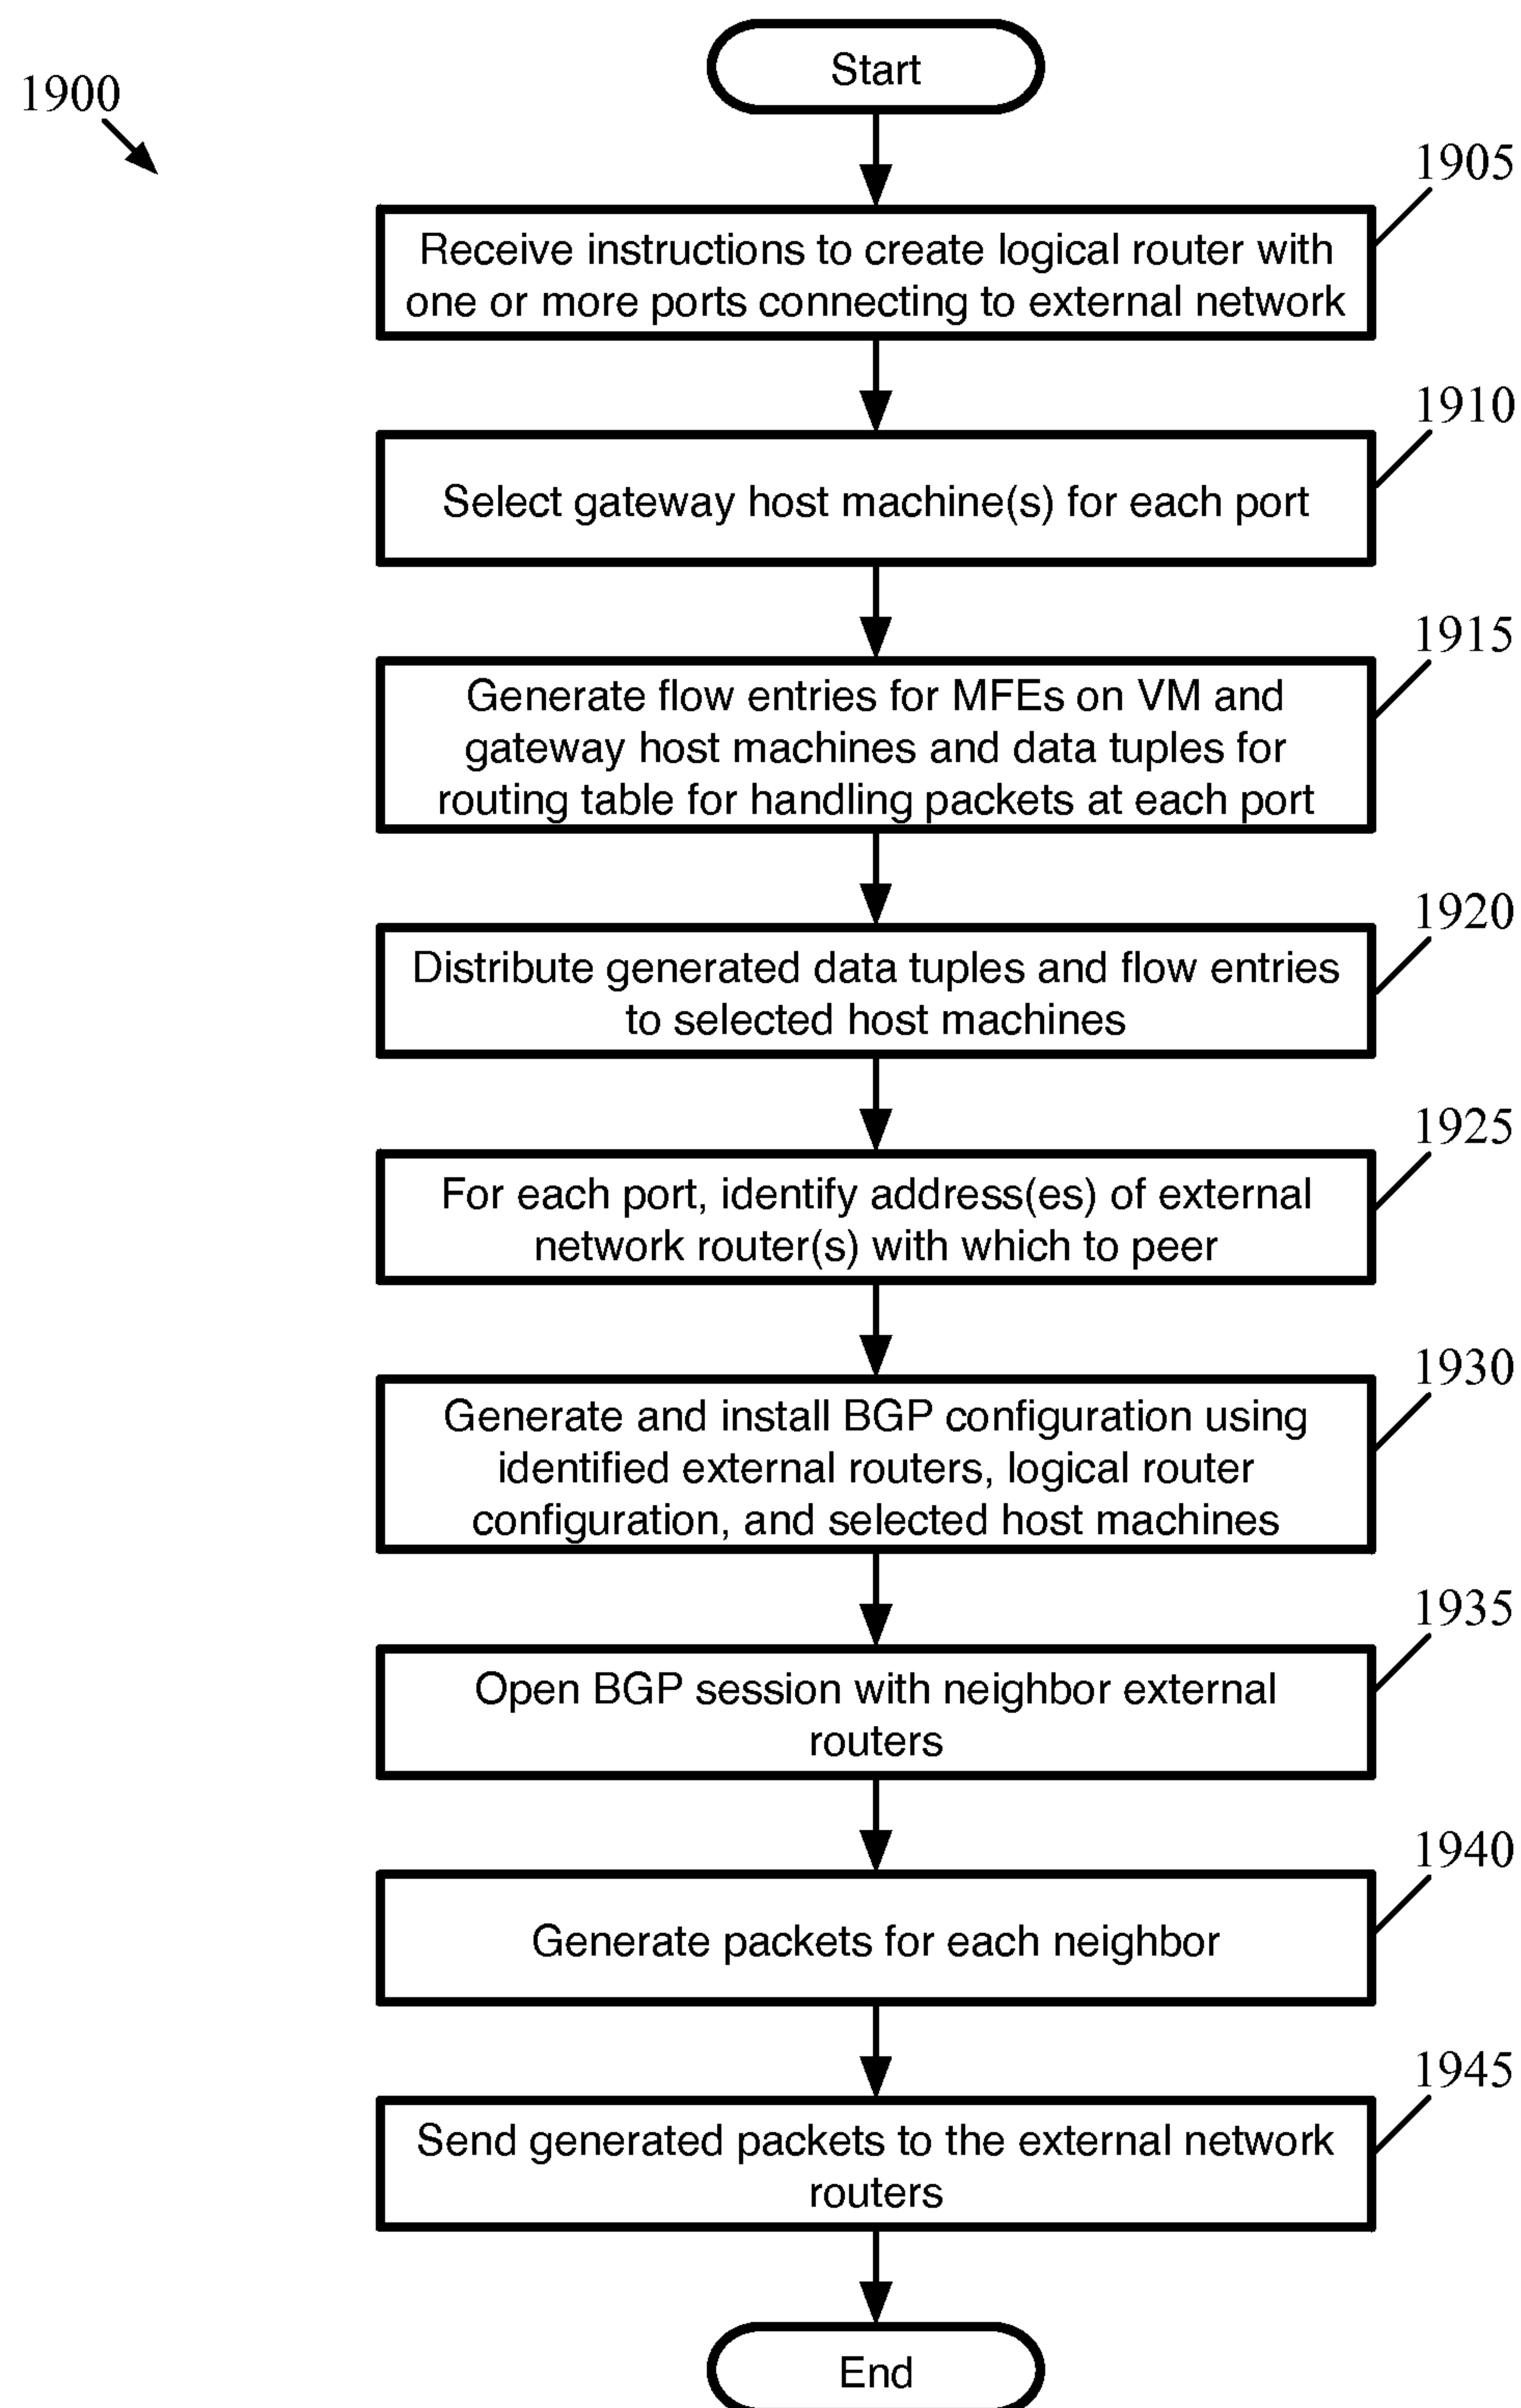 Start
1900
1905
Receive instructions to create logical router with
one or more ports connecting to external network
1910
Select gateway host machine(s) for each port
1915
Generate flow entries for MFEs on VM and
gateway host machines and data tuples for
routing table for handling packets at each port
1920
Distribute generated data tuples and flow entries
to selected host machines
1925
For each port, identify address(es) of external
network router(s) with which to peer
1930
Generate and install BGP configuration using
identified external routers, logical router
configuration, and selected host machines
1935
Open BGP session with neighbor external
routers
1940
Generate packets for each neighbor
1945
Send generated packets to the external network
routers
End